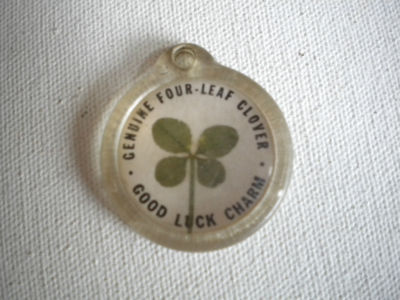 · GENUINE FOUR-LEAF CLOVER ·
GOOD LUCK CHARM